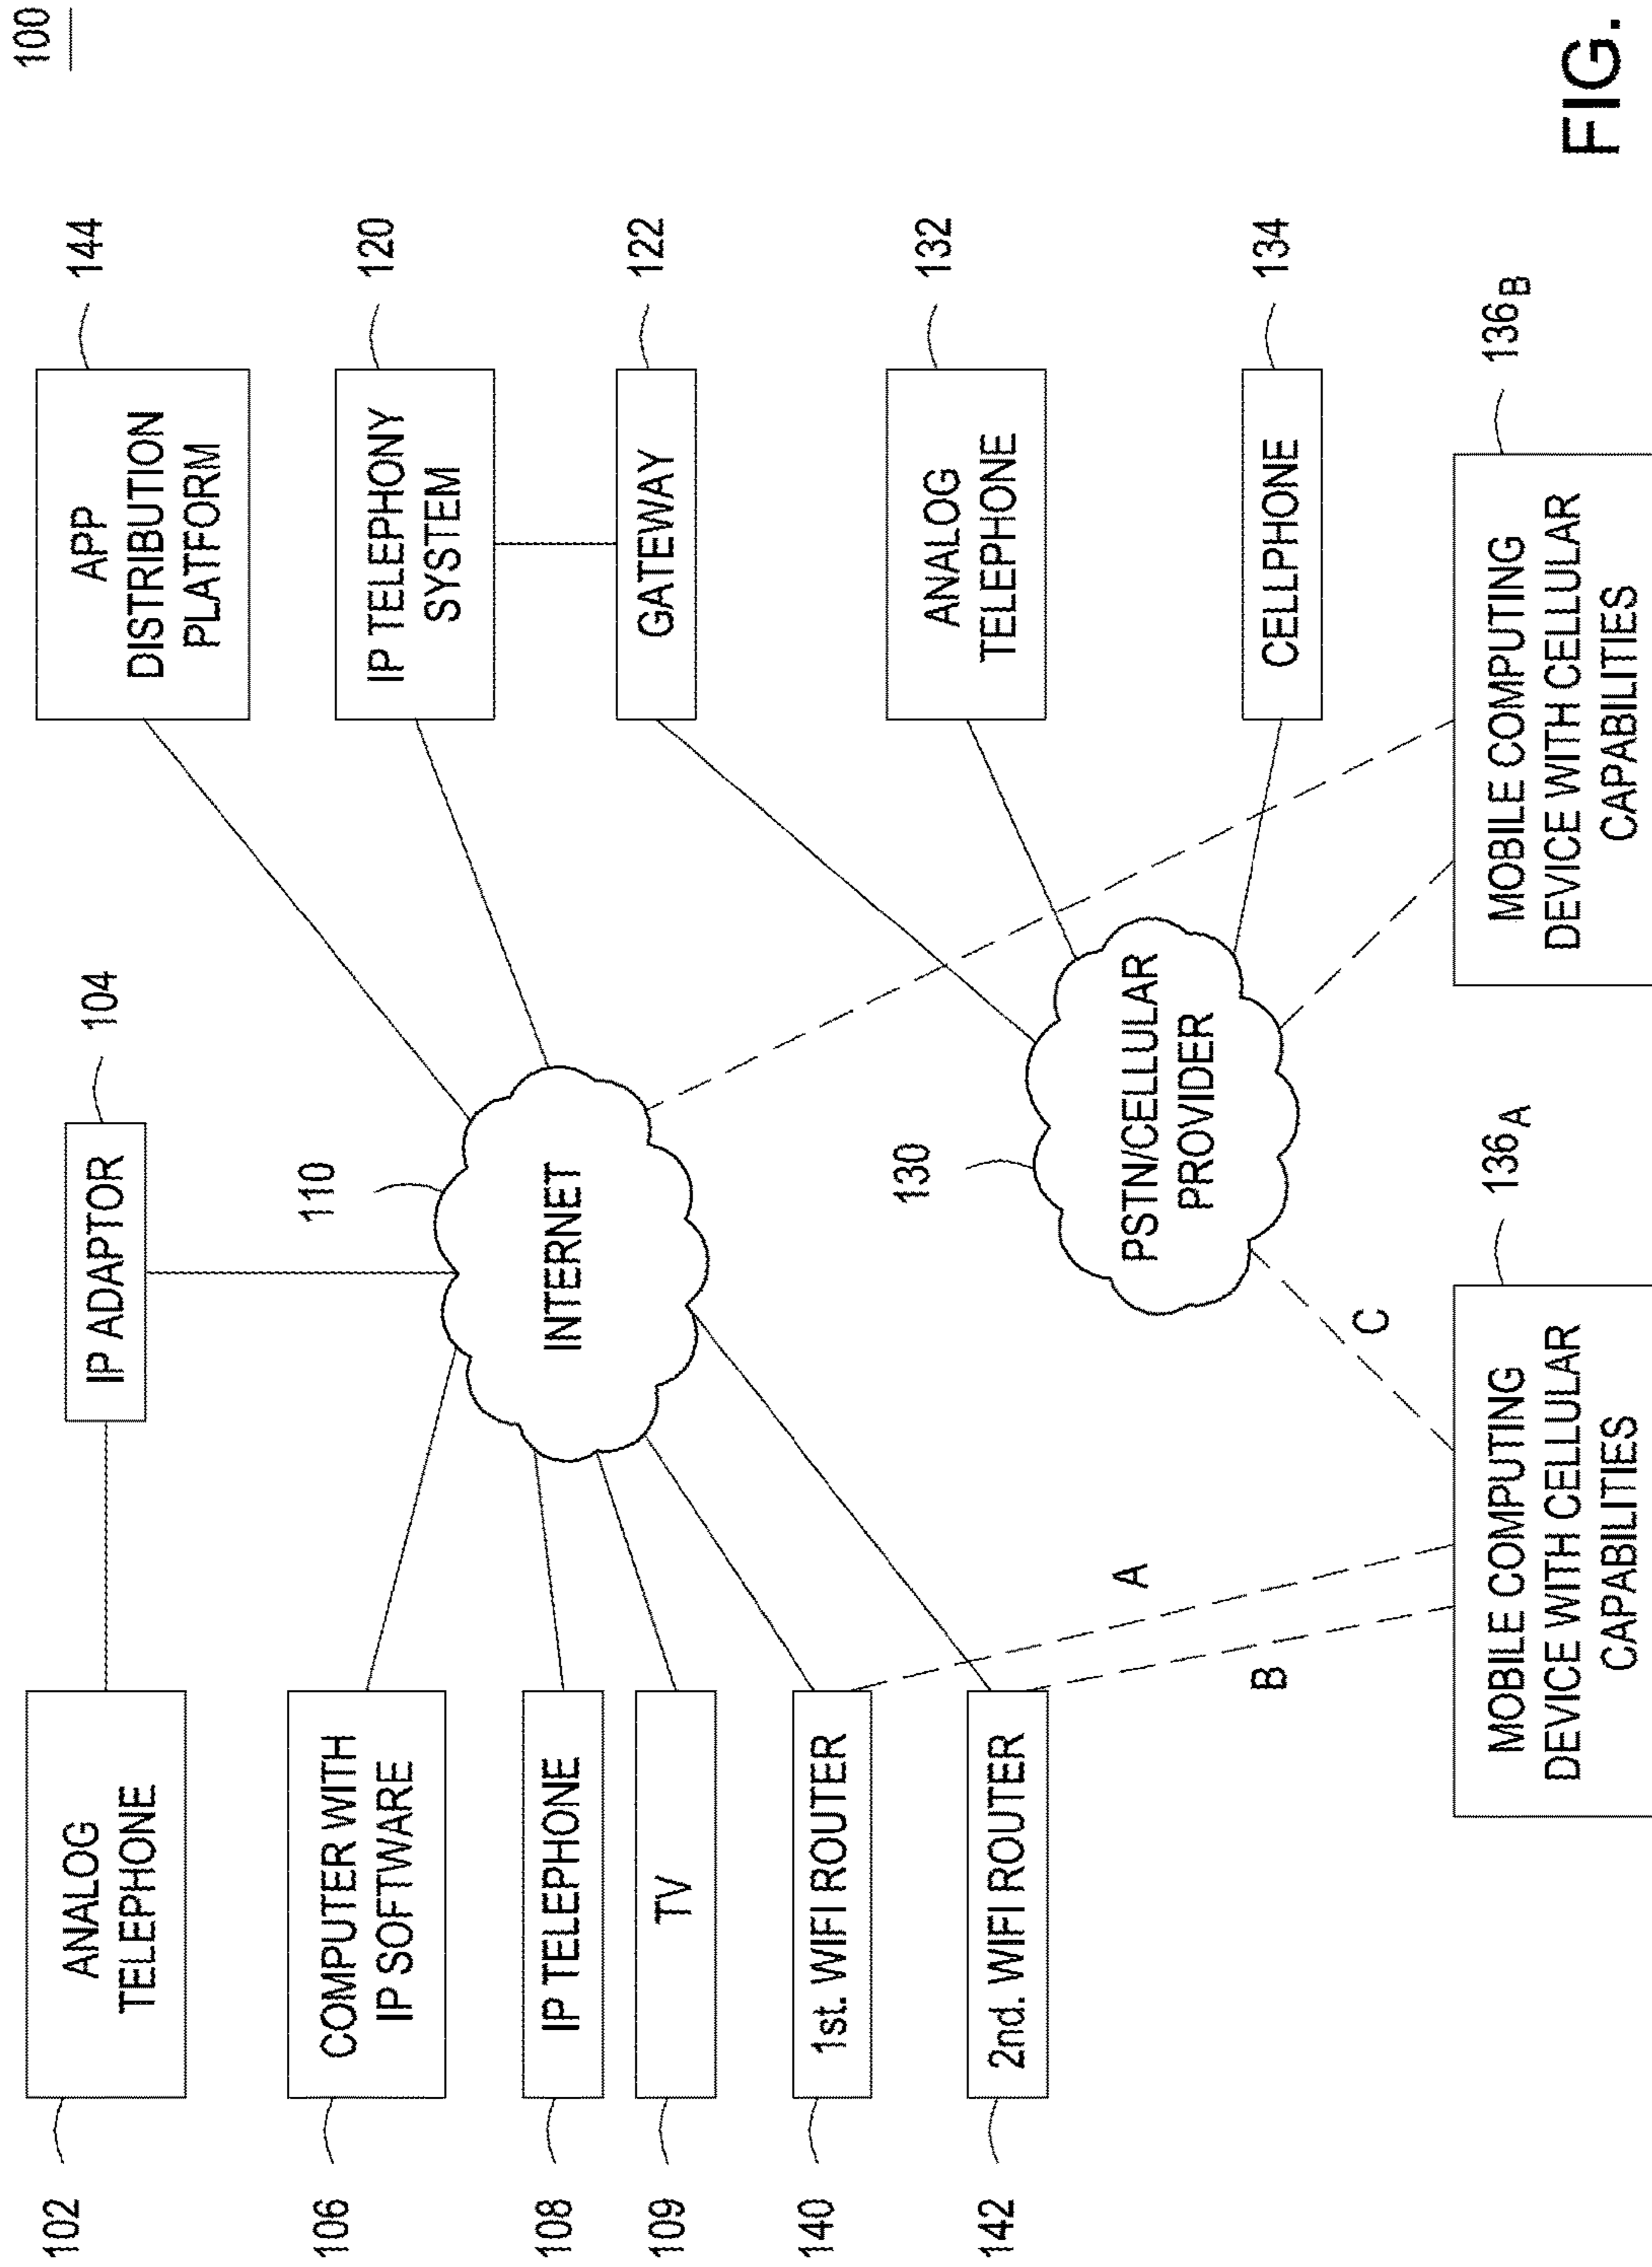 100
102
ANALOG
TELEPHONE
IP ADAPTOR
104
APP
DISTRIBUTION
PLATFORM
144
106
COMPUTER WITH
IP SOFTWARE
110
INTERNET
IP TELEPHONY
SYSTEM
120
108
IP TELEPHONE
109
TV
GATEWAY
122
140
1st. WIFI ROUTER
142
2nd. WIFI ROUTER
130
PSTN/CELLULAR
PROVIDER
ANALOG
TELEPHONE
132
A
B
C
CELLPHONE
134
136A
MOBILE COMPUTING
DEVICE WITH CELLULAR
CAPABILITIES
136B
MOBILE COMPUTING
DEVICE WITH CELLULAR
CAPABILITIES
FIG.